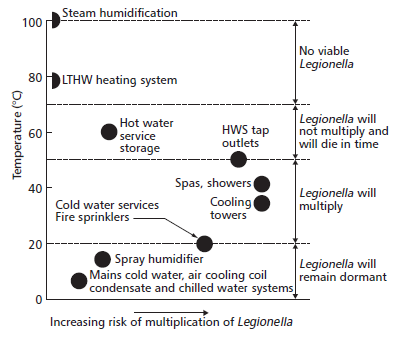 100
Steam humidification
No viable
Legionella
80
LTHW heating system
Temperature (°C)
60
Hot water
service
storage
HWS tap
outlets
Legionella will
not multiply and
will die in time
40
Spas, showers
Cooling
towers
Legionella will
multiply
Cold water services
Fire sprinklers
20
Spray humidifier
Mains cold water, air cooling coil
condensate and chilled water systems
Legionella will
remain dormant
0
Increasing risk of multiplication of Legionella